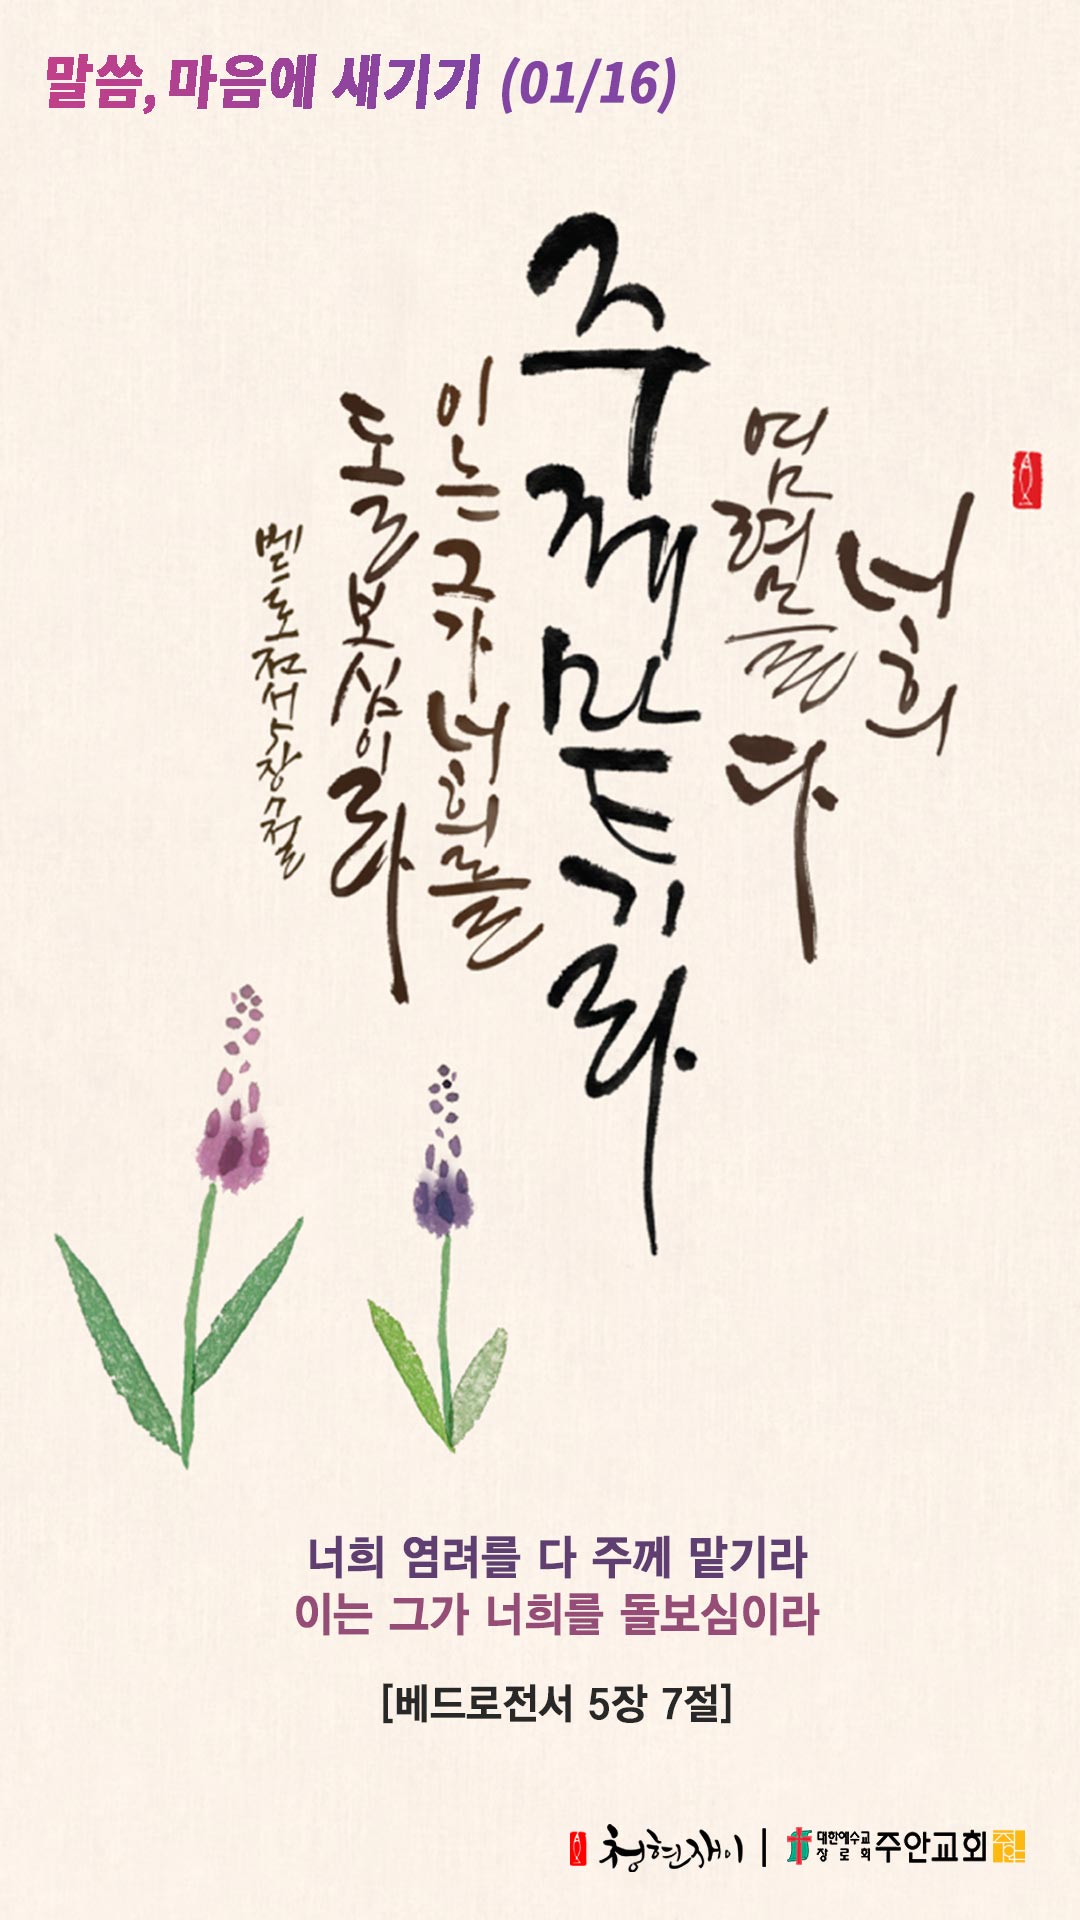 말씀, 마음에 새기기 (01/16)
너희
염려를 다
주께 맡기라
이는 그가 너희를
돌보심이라
베드로전서 5장 7절
너희 염려를 다 주께 맡기라
이는 그가 너희를 돌보심이라
[베드로전서 5장 7절]
청현재이 | 대한예수교
장로회 주안교회